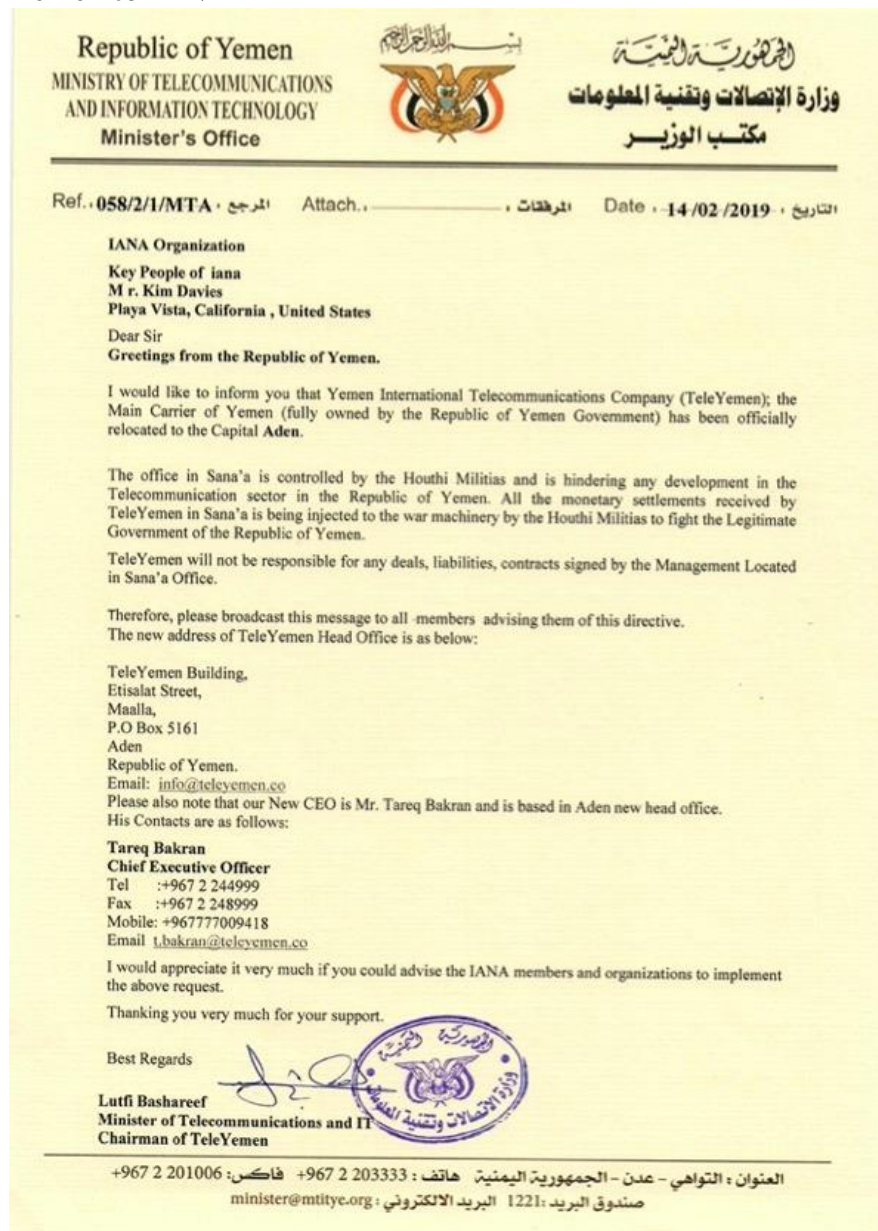 Republic of Yemen
MINISTRY OF TELECOMMUNICATIONS
AND INFORMATION TECHNOLOGY
Minister's Office
بسم الله الرحمن الرحيم
الجمهورية اليمنية
وزارة الإتصالات وتقنية المعلومات
مكتب الوزير
Ref.: 058/2/1/MTA : المرجع Attach.: المرفقات : Date : 14/02/2019 : التاريخ
IANA Organization
Key People of iana
M r. Kim Davies
Playa Vista, California , United States
Dear Sir
Greetings from the Republic of Yemen.
I would like to inform you that Yemen International Telecommunications Company (TeleYemen); the
Main Carrier of Yemen (fully owned by the Republic of Yemen Government) has been officially
relocated to the Capital Aden.
The office in Sana'a is controlled by the Houthi Militias and is hindering any development in the
Telecommunication sector in the Republic of Yemen. All the monetary settlements received by
TeleYemen in Sana'a is being injected to the war machinery by the Houthi Militias to fight the Legitimate
Government of the Republic of Yemen.
TeleYemen will not be responsible for any deals, liabilities, contracts signed by the Management Located
in Sana'a Office.
Therefore, please broadcast this message to all members advising them of this directive.
The new address of TeleYemen Head Office is as below:
TeleYemen Building,
Etisalat Street,
Maalla,
P.O Box 5161
Aden
Republic of Yemen.
Email: info@teleyemen.co
Please also note that our New CEO is Mr. Tareq Bakran and is based in Aden new head office.
His Contacts are as follows:
Tareq Bakran
Chief Executive Officer
Tel :+967 2 244999
Fax :+967 2 248999
Mobile: +967777009418
Email t.bakran@teleyemen.co
I would appreciate it very much if you could advise the IANA members and organizations to implement
the above request.
Thanking you very much for your support.
Best Regards
الجمهورية اليمنية
وزارة الاتصالات وتقنية المعلومات
Lutfi Bashareef
Minister of Telecommunications and IT
Chairman of TeleYemen
العنوان : التواهي - عدن - الجمهورية اليمنية هاتف : 203333 2 967+ فاكس: 201006 2 967+
صندوق البريد :1221 البريد الالكتروني : minister@mtitye.org